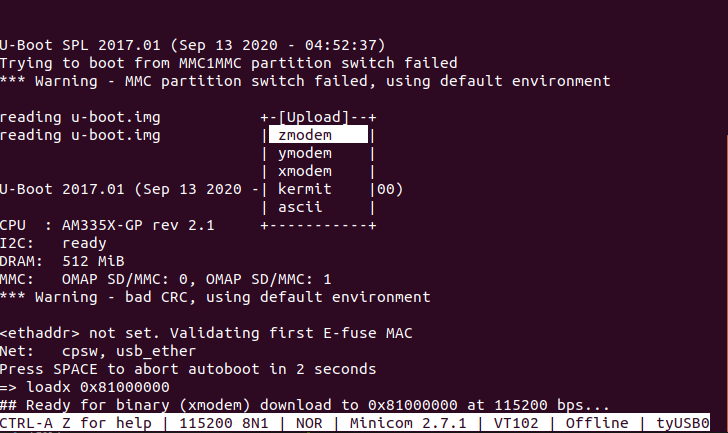 U-Boot SPL 2017.01 (Sep 13 2020 - 04:52:37)
Trying to boot from MMC1MMC partition switch failed
*** Warning - MMC partition switch failed, using default environment
reading u-boot.img           +-[Upload]--+
reading u-boot.img           | zmodem    |
                             | ymodem    |
                             | xmodem    |
U-Boot 2017.01 (Sep 13 2020 -| kermit    |00)
                             | ascii     |
CPU  : AM335X-GP rev 2.1     +-----------+
I2C:   ready
DRAM:  512 MiB
MMC:   OMAP SD/MMC: 0, OMAP SD/MMC: 1
*** Warning - bad CRC, using default environment
<ethaddr> not set. Validating first E-fuse MAC
Net:   cpsw, usb_ether
Press SPACE to abort autoboot in 2 seconds
=> loadx 0x81000000
## Ready for binary (xmodem) download to 0x81000000 at 115200 bps...
CTRL-A Z for help | 115200 8N1 | NOR | Minicom 2.7.1 | VT102 | Offline | tyUSB0